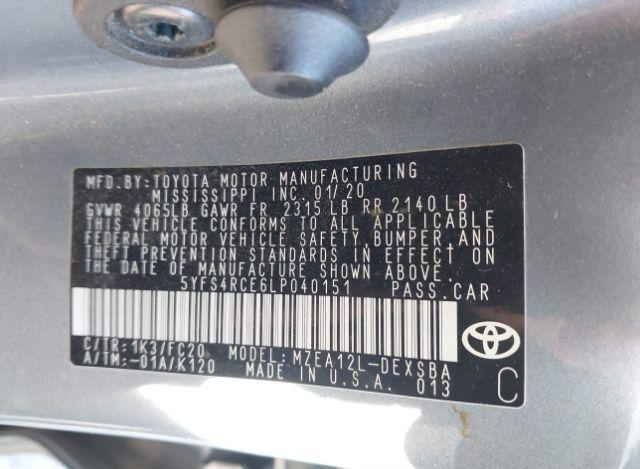 MFD. BY: TOYOTA MOTOR MANUFACTURING
MISSISSIPPI INC. 01/20
GVWR 4065LB GAWR FR 2315 LB RR 2140 LB
THIS VEHICLE CONFORMS TO ALL APPLICABLE
FEDERAL MOTOR VEHICLE SAFETY, BUMPER, AND
THEFT PREVENTION STANDARDS IN EFFECT ON
THE DATE OF MANUFACTURE SHOWN ABOVE.
5YFS4RCE6LP040151 PASS. CAR
C/TR: 1K3/FC20 MODEL: MZEA12L-DEXSBA
A/TM: -01A/K120 MADE IN U.S.A. 013
C